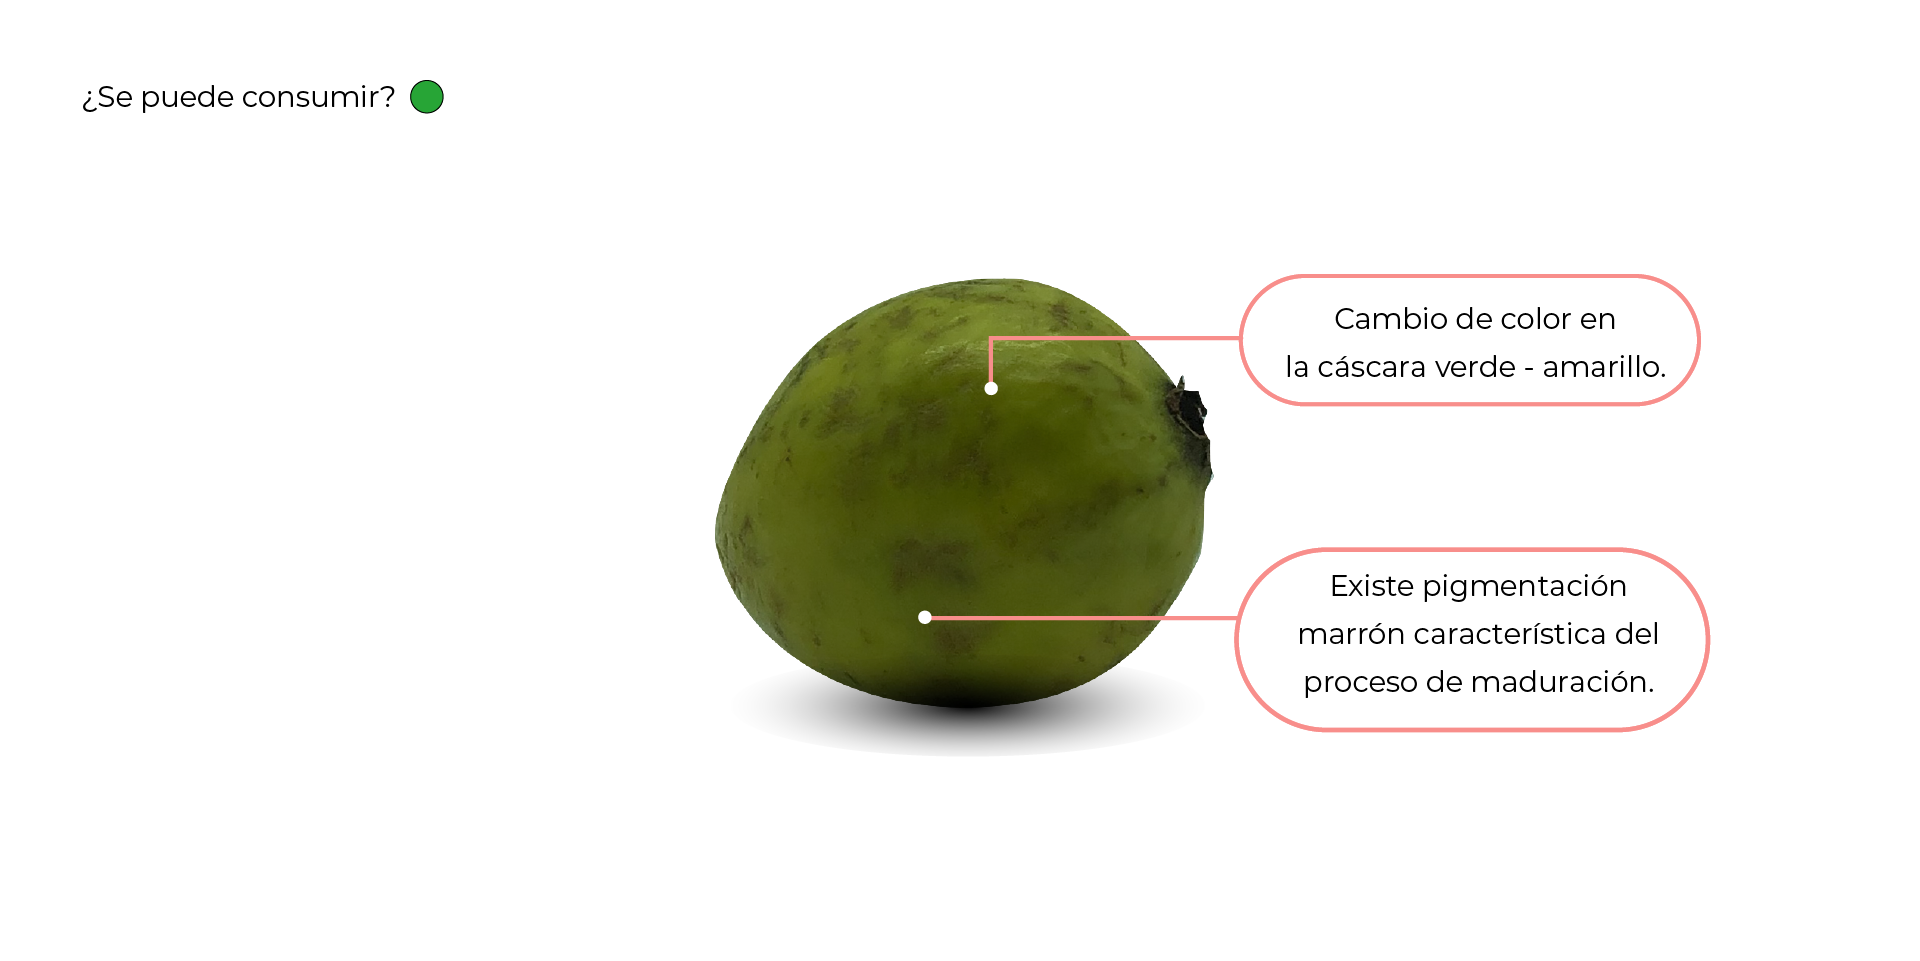 ¿Se puede consumir?
Cambio de color en
la cáscara verde - amarillo.
Existe pigmentación
marrón característica del
proceso de maduración.